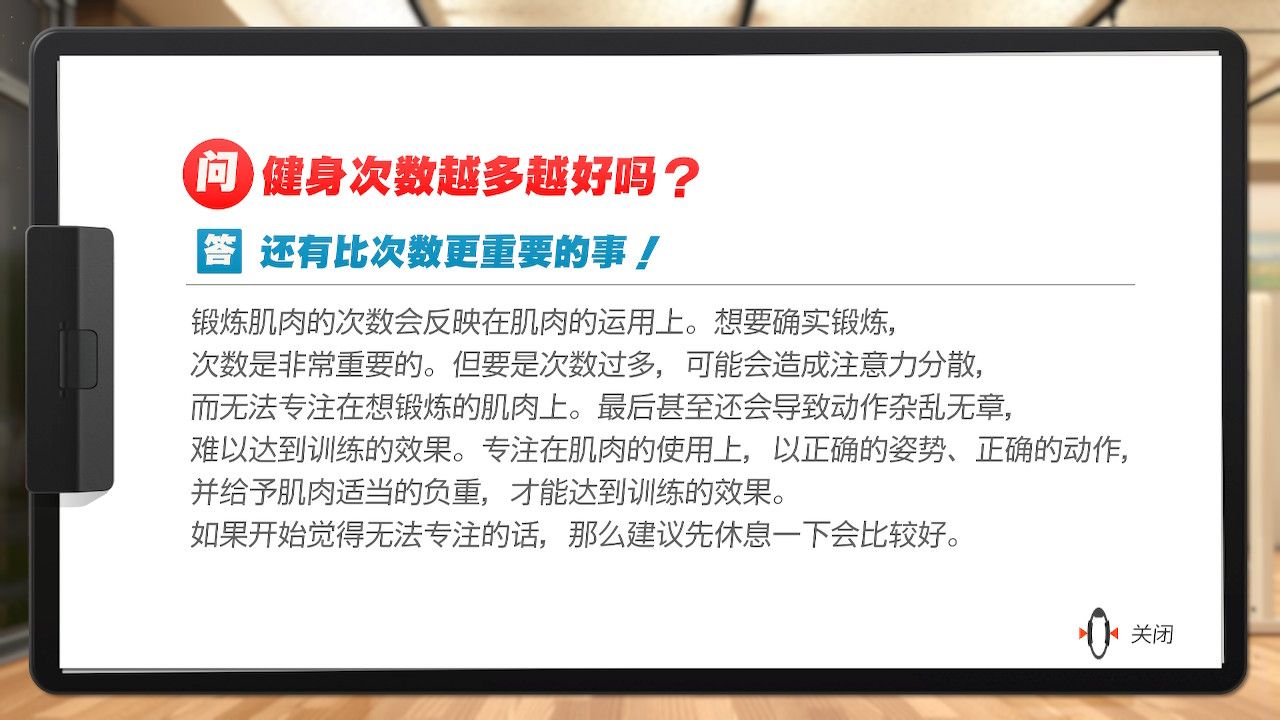 问 健身次数越多越好吗？
答 还有比次数更重要的事！
锻炼肌肉的次数会反映在肌肉的运用上。想要确实锻炼，
次数是非常重要的。但要是次数过多，可能会造成注意力分散，
而无法专注在想锻炼的肌肉上。最后甚至还会导致动作杂乱无章，
难以达到训练的效果。专注在肌肉的使用上，以正确的姿势、正确的动作，
并给予肌肉适当的负重，才能达到训练的效果。
如果开始觉得无法专注的话，那么建议先休息一下会比较好。
关闭